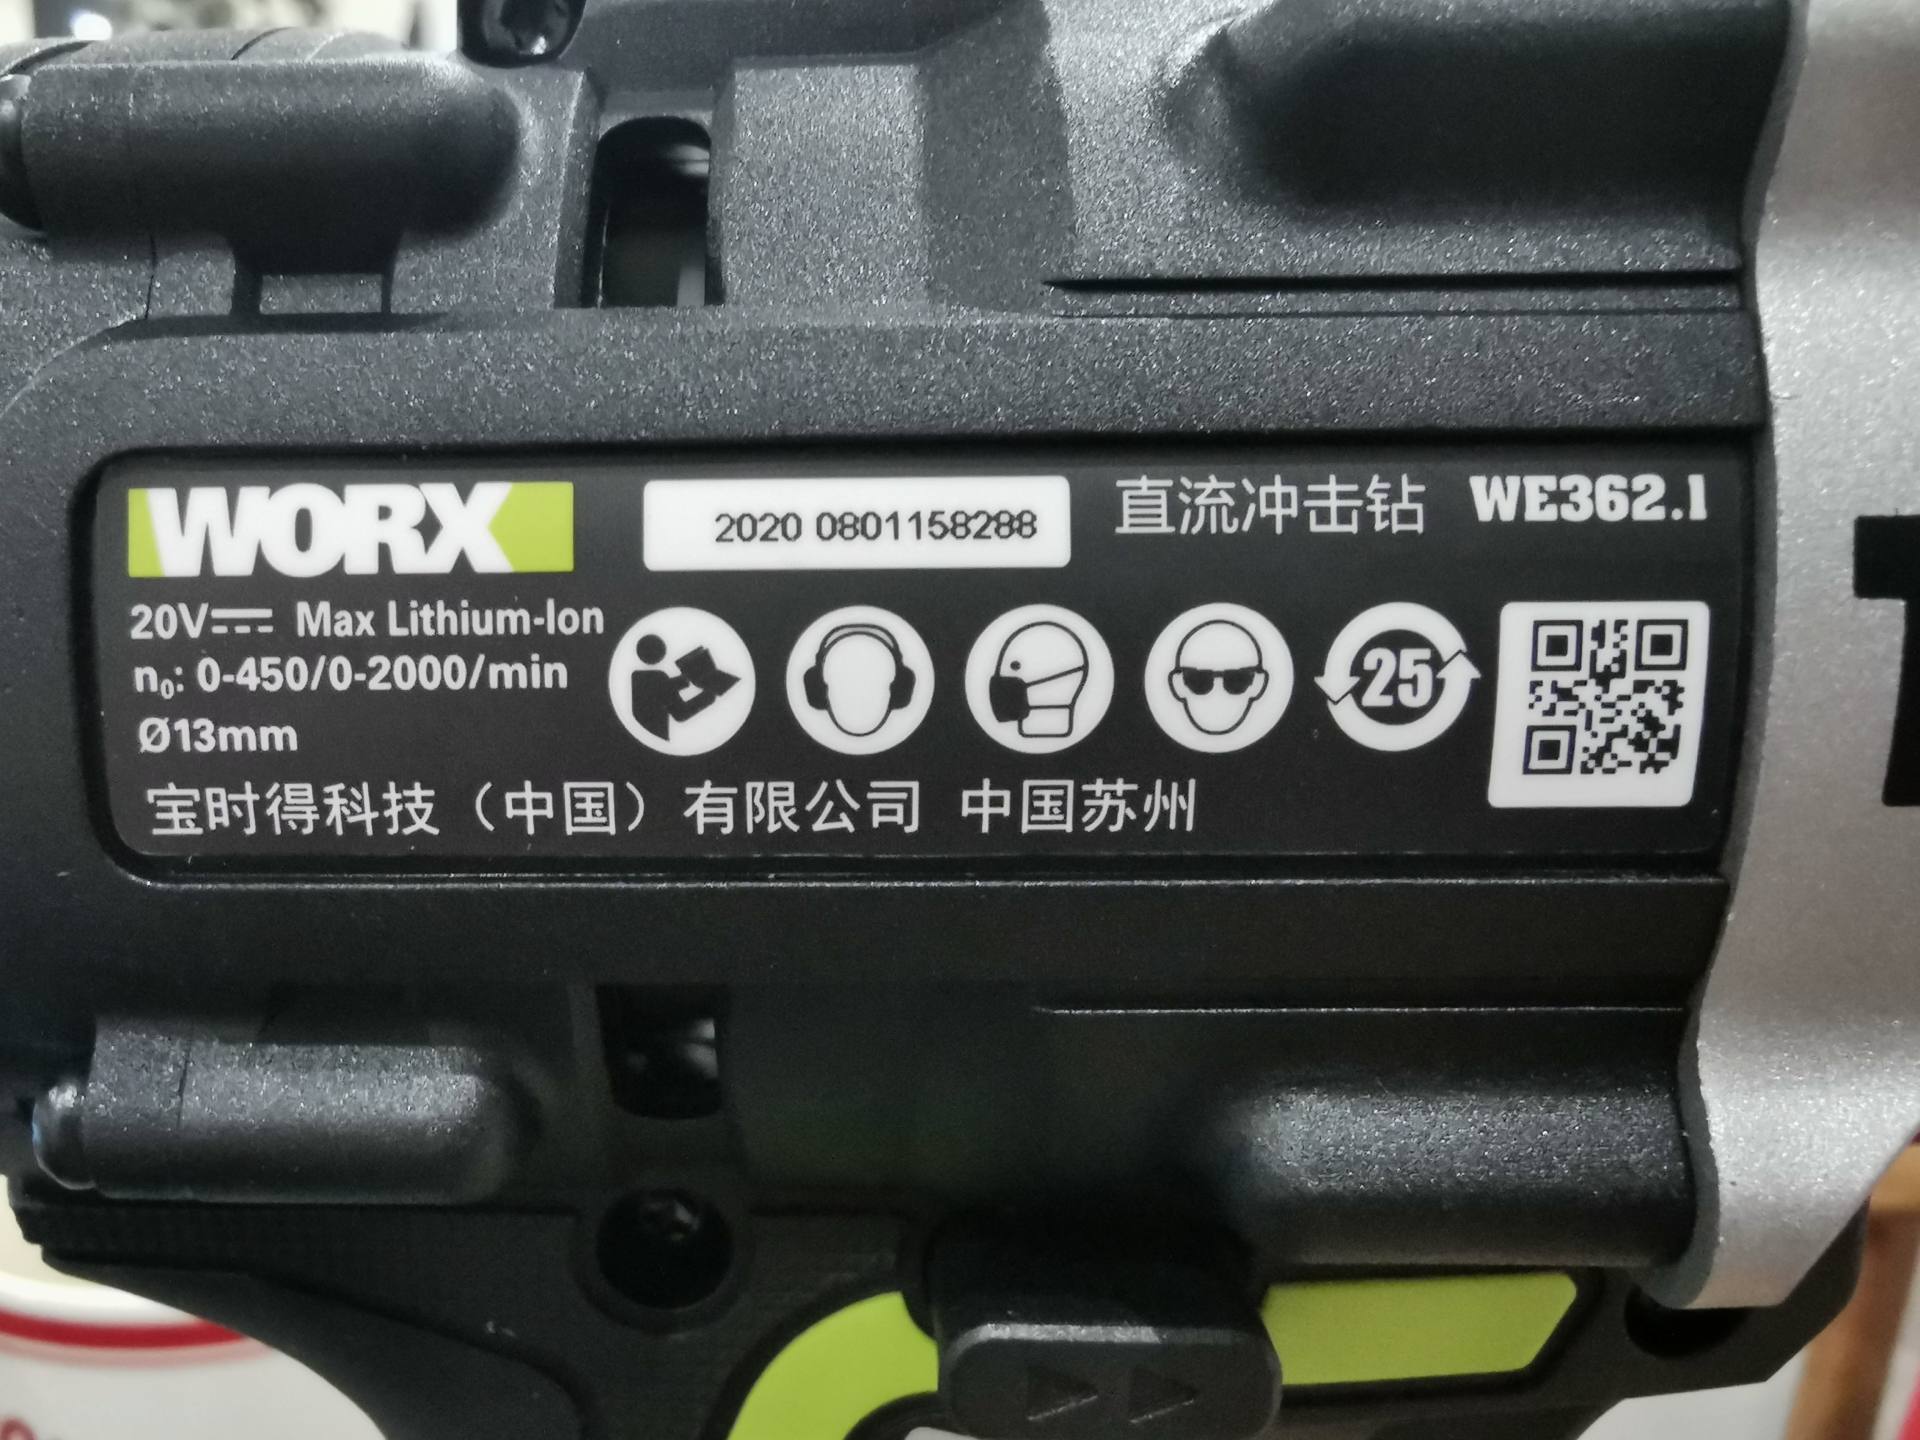 WORX
2020 0801158288
直流冲击钻 WE362.1
20V⎓ Max Lithium-Ion
n₀: 0-450/0-2000/min
Ø13mm
25
宝时得科技（中国）有限公司 中国苏州